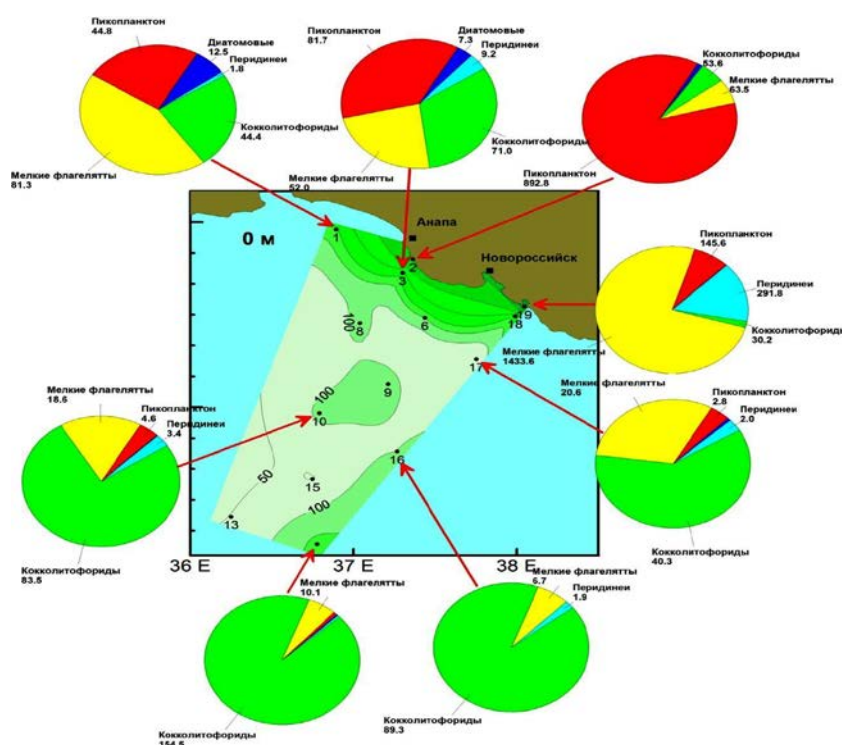 Пикопланктон
44.8
Диатомовые
12.5
Перидинеи
1.8
Кокколитофориды
44.4
Мелкие флагелятты
81.3
Пикопланктон
81.7
Диатомовые
7.3
Перидинеи
9.2
Кокколитофориды
71.0
Мелкие флагелятты
52.0
Кокколитофориды
53.6
Мелкие флагелятты
63.5
Пикопланктон
892.8
0 м
Анапа
Новороссийск
1
2
3
6
8
9
10
13
15
16
17
18
19
100
100
50
100
36 E
37 E
38 E
Пикопланктон
145.6
Перидинеи
291.8
Кокколитофориды
30.2
Мелкие флагелятты
1433.6
Мелкие флагелятты
20.6
Пикопланктон
2.8
Перидинеи
2.0
Кокколитофориды
40.3
Мелкие флагелятты
18.6
Пикопланктон
4.6
Перидинеи
3.4
Кокколитофориды
83.5
Мелкие флагелятты
10.1
Кокколитофориды
154.5
Мелкие флагелятты
6.7
Перидинеи
1.9
Кокколитофориды
89.3